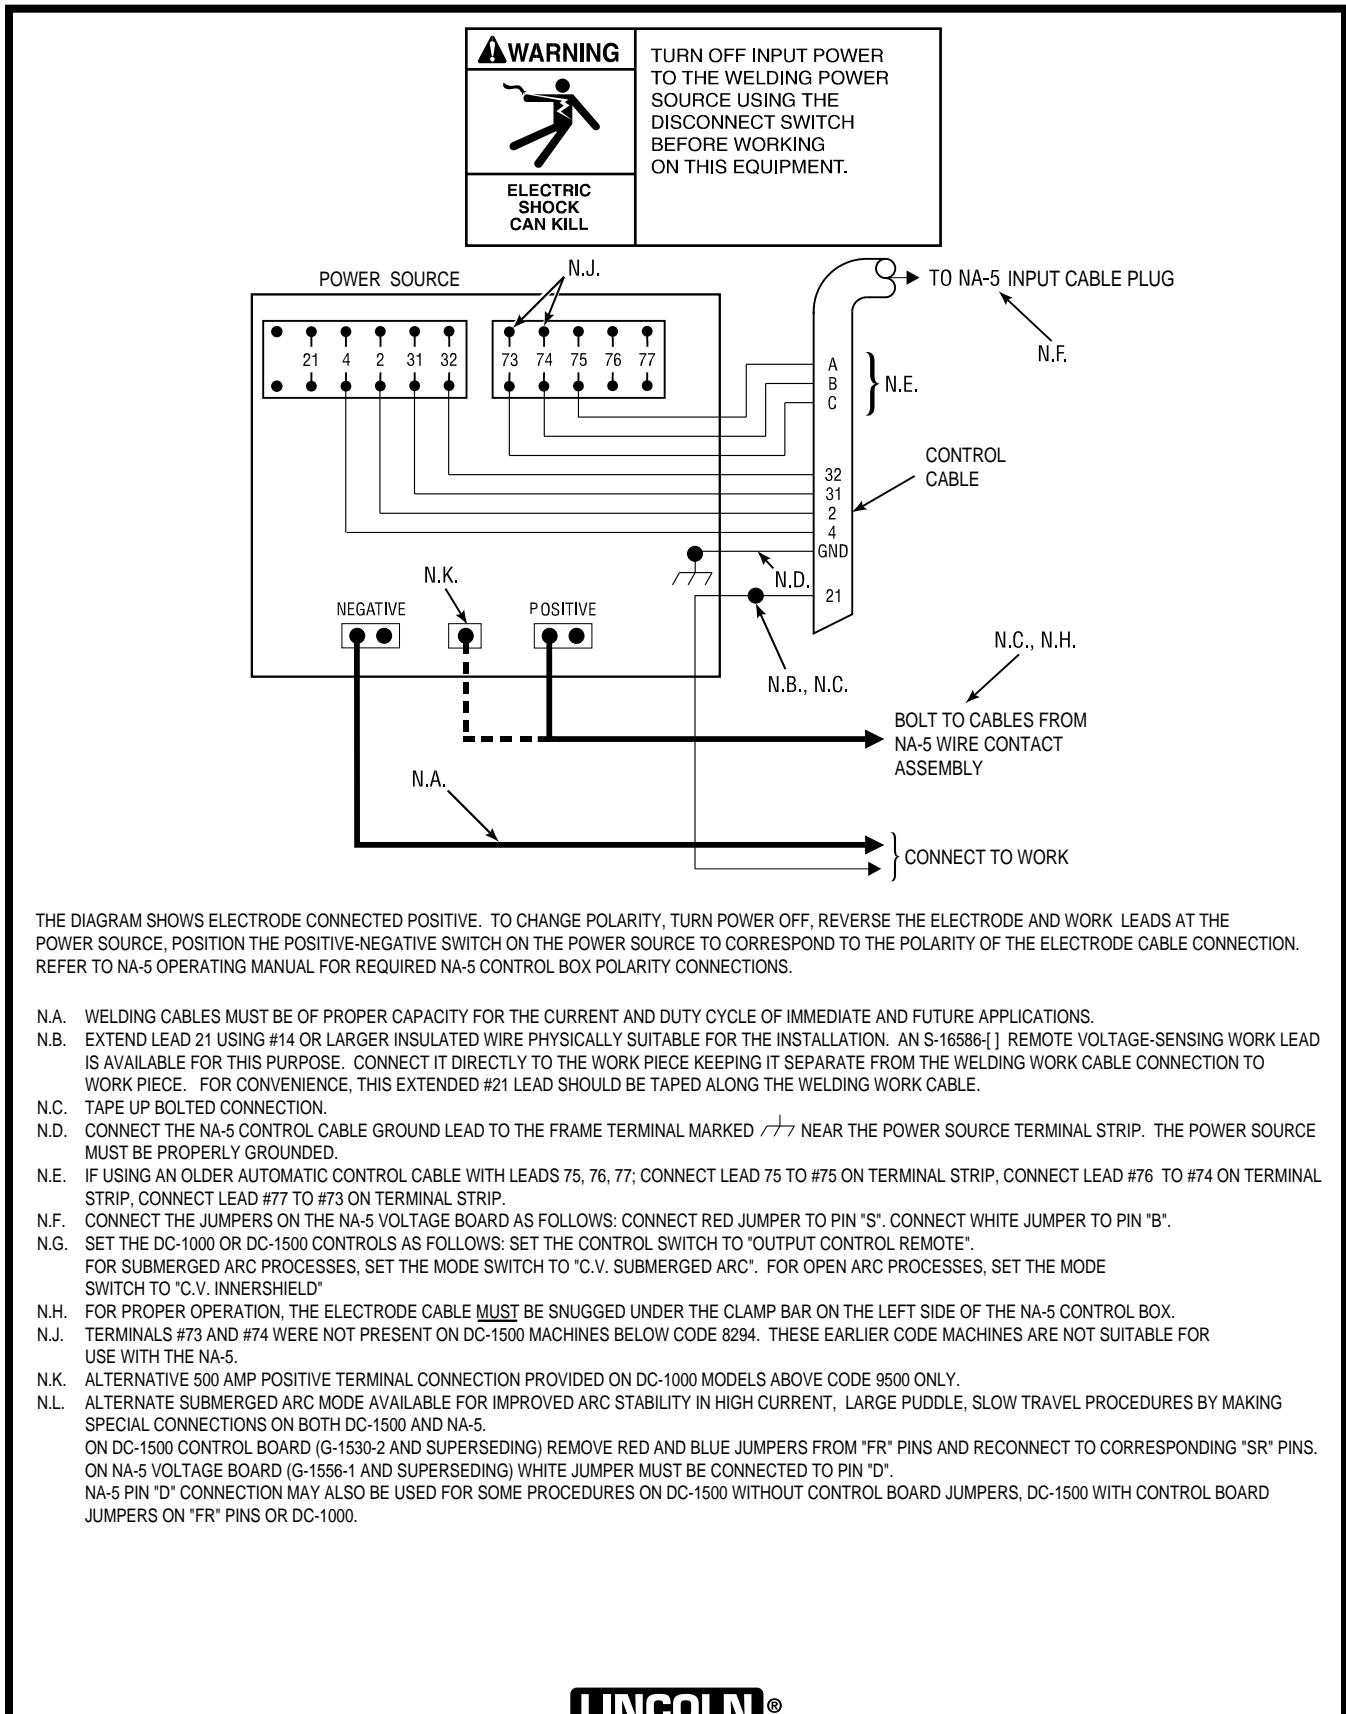 WARNING
ELECTRIC
SHOCK
CAN KILL
TURN OFF INPUT POWER
TO THE WELDING POWER
SOURCE USING THE
DISCONNECT SWITCH
BEFORE WORKING
ON THIS EQUIPMENT.
POWER SOURCE
N.J.
TO NA-5 INPUT CABLE PLUG
N.F.
21 4 2 31 32
73 74 75 76 77
A
B
C
N.E.
CONTROL
CABLE
32
31
2
4
GND
N.D.
21
N.K.
NEGATIVE
POSITIVE
N.B., N.C.
N.C., N.H.
BOLT TO CABLES FROM
NA-5 WIRE CONTACT
ASSEMBLY
N.A.
CONNECT TO WORK
THE DIAGRAM SHOWS ELECTRODE CONNECTED POSITIVE. TO CHANGE POLARITY, TURN POWER OFF, REVERSE THE ELECTRODE AND WORK LEADS AT THE
POWER SOURCE, POSITION THE POSITIVE-NEGATIVE SWITCH ON THE POWER SOURCE TO CORRESPOND TO THE POLARITY OF THE ELECTRODE CABLE CONNECTION.
REFER TO NA-5 OPERATING MANUAL FOR REQUIRED NA-5 CONTROL BOX POLARITY CONNECTIONS.
N.A. WELDING CABLES MUST BE OF PROPER CAPACITY FOR THE CURRENT AND DUTY CYCLE OF IMMEDIATE AND FUTURE APPLICATIONS.
N.B. EXTEND LEAD 21 USING #14 OR LARGER INSULATED WIRE PHYSICALLY SUITABLE FOR THE INSTALLATION. AN S-16586-[ ] REMOTE VOLTAGE-SENSING WORK LEAD
IS AVAILABLE FOR THIS PURPOSE. CONNECT IT DIRECTLY TO THE WORK PIECE KEEPING IT SEPARATE FROM THE WELDING WORK CABLE CONNECTION TO
WORK PIECE. FOR CONVENIENCE, THIS EXTENDED #21 LEAD SHOULD BE TAPED ALONG THE WELDING WORK CABLE.
N.C. TAPE UP BOLTED CONNECTION.
N.D. CONNECT THE NA-5 CONTROL CABLE GROUND LEAD TO THE FRAME TERMINAL MARKED NEAR THE POWER SOURCE TERMINAL STRIP. THE POWER SOURCE
MUST BE PROPERLY GROUNDED.
N.E. IF USING AN OLDER AUTOMATIC CONTROL CABLE WITH LEADS 75, 76, 77; CONNECT LEAD 75 TO #75 ON TERMINAL STRIP, CONNECT LEAD #76 TO #74 ON TERMINAL
STRIP, CONNECT LEAD #77 TO #73 ON TERMINAL STRIP.
N.F. CONNECT THE JUMPERS ON THE NA-5 VOLTAGE BOARD AS FOLLOWS: CONNECT RED JUMPER TO PIN "S". CONNECT WHITE JUMPER TO PIN "B".
N.G. SET THE DC-1000 OR DC-1500 CONTROLS AS FOLLOWS: SET THE CONTROL SWITCH TO "OUTPUT CONTROL REMOTE".
FOR SUBMERGED ARC PROCESSES, SET THE MODE SWITCH TO "C.V. SUBMERGED ARC". FOR OPEN ARC PROCESSES, SET THE MODE
SWITCH TO "C.V. INNERSHIELD"
N.H. FOR PROPER OPERATION, THE ELECTRODE CABLE MUST BE SNUGGED UNDER THE CLAMP BAR ON THE LEFT SIDE OF THE NA-5 CONTROL BOX.
N.J. TERMINALS #73 AND #74 WERE NOT PRESENT ON DC-1500 MACHINES BELOW CODE 8294. THESE EARLIER CODE MACHINES ARE NOT SUITABLE FOR
USE WITH THE NA-5.
N.K. ALTERNATIVE 500 AMP POSITIVE TERMINAL CONNECTION PROVIDED ON DC-1000 MODELS ABOVE CODE 9500 ONLY.
N.L. ALTERNATE SUBMERGED ARC MODE AVAILABLE FOR IMPROVED ARC STABILITY IN HIGH CURRENT, LARGE PUDDLE, SLOW TRAVEL PROCEDURES BY MAKING
SPECIAL CONNECTIONS ON BOTH DC-1500 AND NA-5.
ON DC-1500 CONTROL BOARD (G-1530-2 AND SUPERSEDING) REMOVE RED AND BLUE JUMPERS FROM "FR" PINS AND RECONNECT TO CORRESPONDING "SR" PINS.
ON NA-5 VOLTAGE BOARD (G-1556-1 AND SUPERSEDING) WHITE JUMPER MUST BE CONNECTED TO PIN "D".
NA-5 PIN "D" CONNECTION MAY ALSO BE USED FOR SOME PROCEDURES ON DC-1500 WITHOUT CONTROL BOARD JUMPERS, DC-1500 WITH CONTROL BOARD
JUMPERS ON "FR" PINS OR DC-1000.
LINCOLN ®